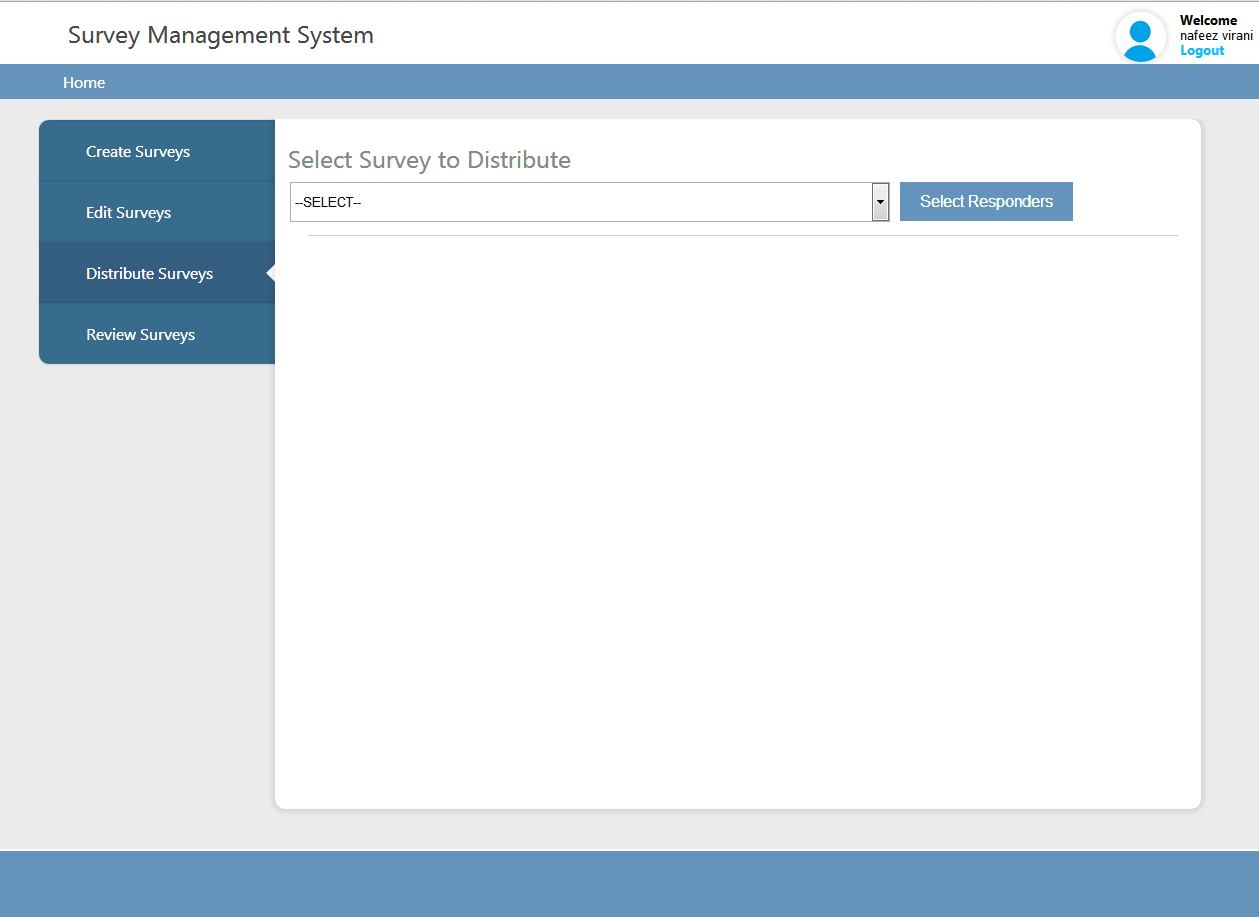 Survey Management System
Welcome
nafeez virani
Logout
Home
Create Surveys
Edit Surveys
Distribute Surveys
Review Surveys
Select Survey to Distribute
--SELECT--
Select Responders